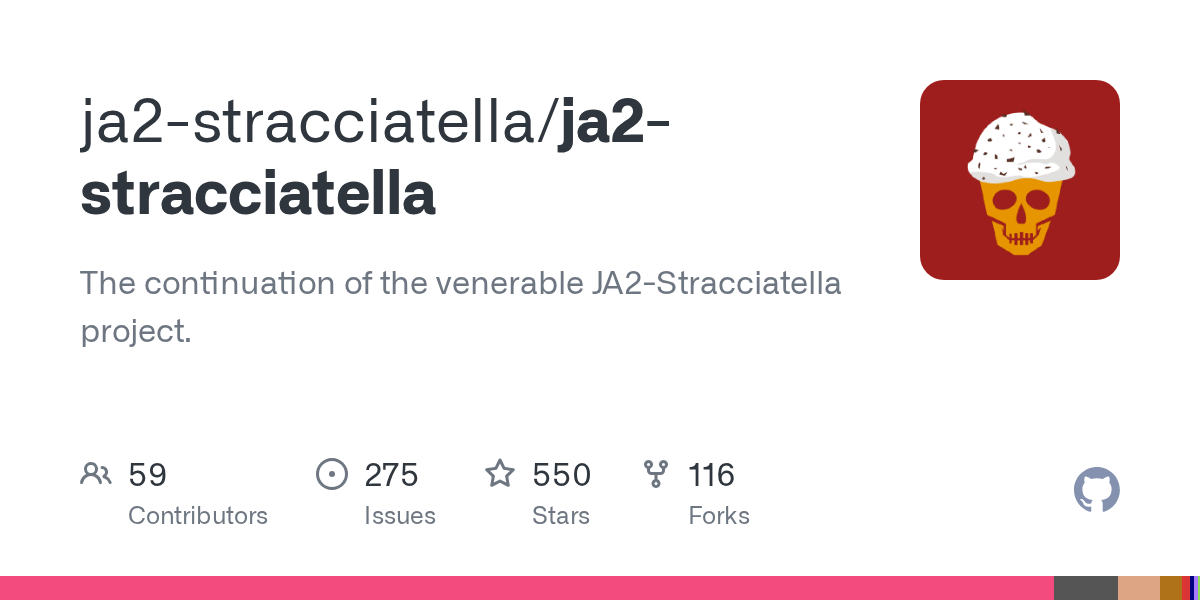 ja2-stracciatella/ja2-
stracciatella
The continuation of the venerable JA2-Stracciatella
project.
59 275 550 116
Contributors Issues Stars Forks